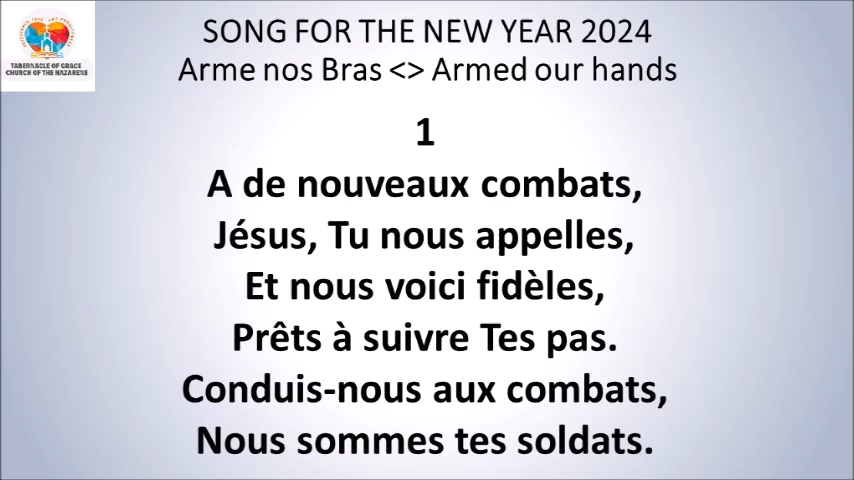 TABERNACLE OF GRACE
CHURCH OF THE NAZARENE
SONG FOR THE NEW YEAR 2024
Arme nos Bras <> Armed our hands
1
A de nouveaux combats,
Jésus, Tu nous appelles,
Et nous voici fidèles,
Prêts à suivre Tes pas.
Conduis-nous aux combats,
Nous sommes tes soldats.